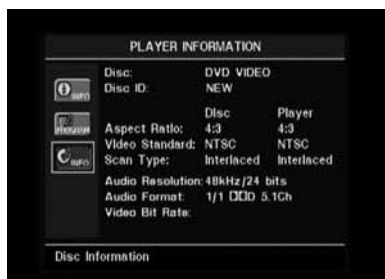 PLAYER INFORMATION
Disc: DVD VIDEO
Disc ID: NEW
INFO
Disc Player
PROGRAM
Aspect Ratio: 4:3 4:3
Video Standard: NTSC NTSC
INFO
Scan Type: Interlaced Interlaced
Audio Resolution: 48kHz/24 bits
Audio Format: 1/1 D 5.1Ch
Video Bit Rate:
Disc Information